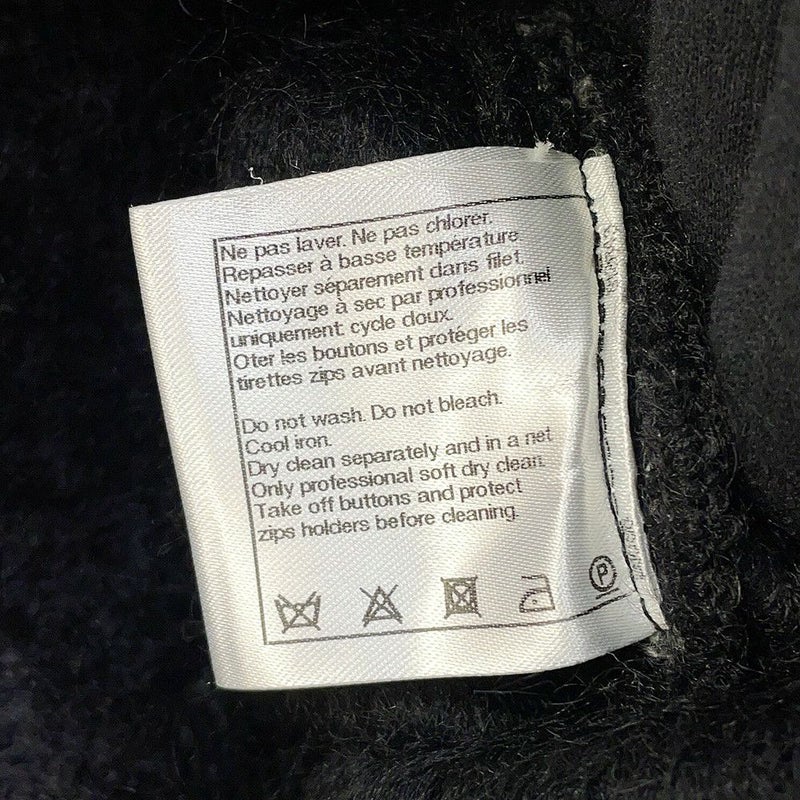 Ne pas laver. Ne pas chlorer.
Repasser à basse température
Nettoyer séparement dans filet.
Nettoyage à sec par professionnel
uniquement: cycle doux.
Oter les boutons et protéger les
tirettes zips avant nettoyage.
Do not wash. Do not bleach.
Cool iron.
Dry clean separately and in a net
Only professional soft dry clean.
Take off buttons and protect
zips holders before cleaning.
P